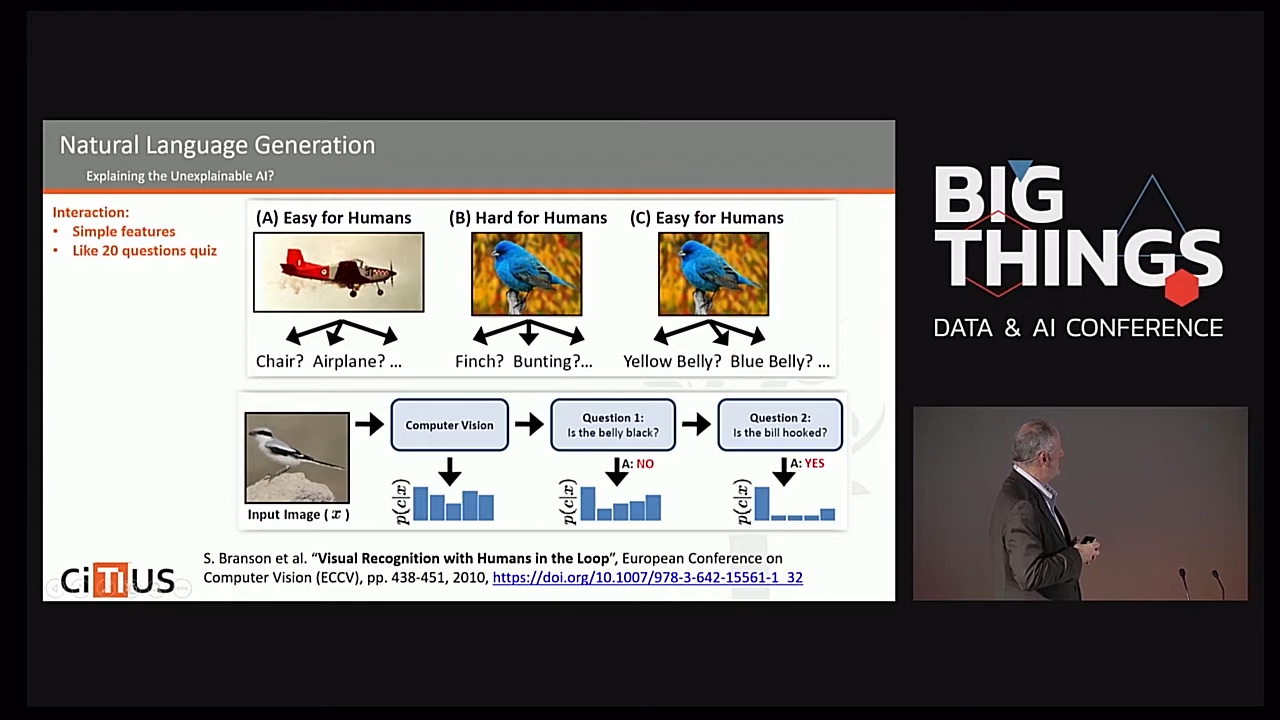 Natural Language Generation
Explaining the Unexplainable AI?
Interaction:
• Simple features
• Like 20 questions quiz
(A) Easy for Humans
(B) Hard for Humans
(C) Easy for Humans
Chair? Airplane? ...
Finch? Bunting?...
Yellow Belly? Blue Belly? ...
Input Image ( x )
Computer Vision
p(c|x)
Question 1:
Is the belly black?
A: NO
p(c|x)
Question 2:
Is the bill hooked?
A: YES
p(c|x)
S. Branson et al. “Visual Recognition with Humans in the Loop”, European Conference on
Computer Vision (ECCV), pp. 438-451, 2010, https://doi.org/10.1007/978-3-642-15561-1_32
CiTIUS
BIG
THINGS
DATA & AI CONFERENCE